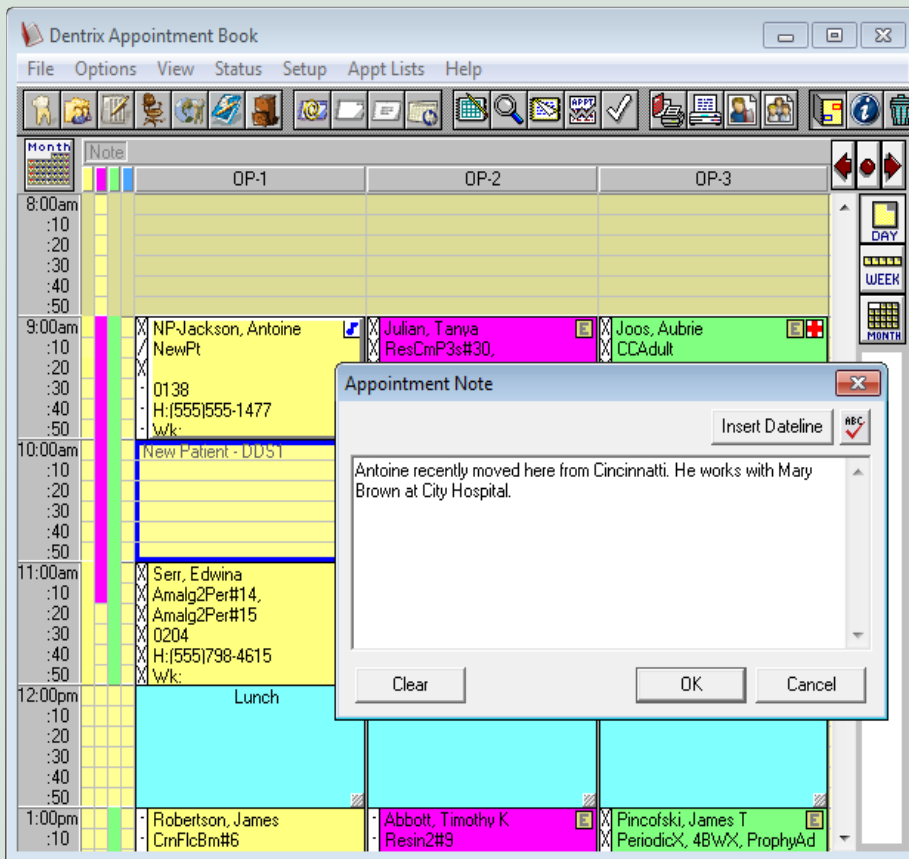 Dentrix Appointment Book
File Options View Status Setup Appt Lists Help
APPT
Month Note
OP-1 OP-2 OP-3
DAY
WEEK
MONTH
8:00am
:10
:20
:30
:40
:50
9:00am
:10
:20
:30
:40
:50
10:00am
:10
:20
:30
:40
:50
11:00am
:10
:20
:30
:40
:50
12:00pm
:10
:20
:30
:40
:50
1:00pm
:10
NP-Jackson, Antoine
NewPt
0138
H:(555)555-1477
Wk:
New Patient - DDS1
Serr, Edwina
Amalg2Per#14,
Amalg2Per#15
0204
H:(555)798-4615
Wk:
Lunch
Robertson, James
CrnFlcBm#6
Julian, Tanya E
ResCmP3s#30,
Abbott, Timothy K E
Resin2#9
Joos, Aubrie E
CCAdult
Pincofski, James T E
PeriodicX, 4BWX, ProphyAd
Appointment Note
Insert Dateline ABC
Antoine recently moved here from Cincinnatti. He works with Mary
Brown at City Hospital.
Clear OK Cancel